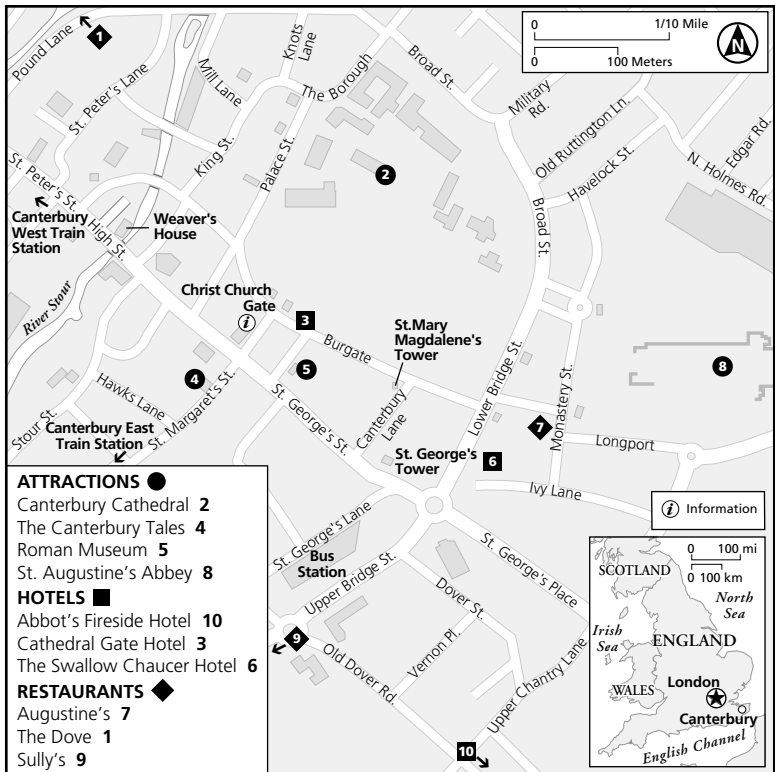 0 1/10 Mile
0 100 Meters
N
1
Pound Lane
St. Peter's Lane
Mill Lane
Knots
Lane
The Borough
Broad St.
Military
Rd.
Old Ruttington Ln.
Edgar Rd.
N. Holmes Rd.
Havelock St.
King St.
Palace St.
2
Broad St.
St. Peter's St.
Canterbury
West Train
Station
High St.
Weaver's
House
River Stour
Christ Church
Gate
i
3
Burgate
St.Mary
Magdalene's
Tower
Lower Bridge St.
Monastery St.
8
4
5
Hawks Lane
St. Margaret's St.
Stour St.
Canterbury East
Train Station
St. George's St.
Canterbury
Lane
St. George's
Tower
6
7
Longport
Ivy Lane
St. George's Lane
Bus
Station
Upper Bridge St.
St. George's Place
Dover St.
9
Old Dover Rd.
Vernon Pl.
Upper Chantry Lane
10
ATTRACTIONS
Canterbury Cathedral 2
The Canterbury Tales 4
Roman Museum 5
St. Augustine's Abbey 8
HOTELS
Abbot's Fireside Hotel 10
Cathedral Gate Hotel 3
The Swallow Chaucer Hotel 6
RESTAURANTS
Augustine's 7
The Dove 1
Sully's 9
i Information
0 100 mi
0 100 km
SCOTLAND
North
Sea
Irish
Sea
ENGLAND
WALES
London
Canterbury
English Channel